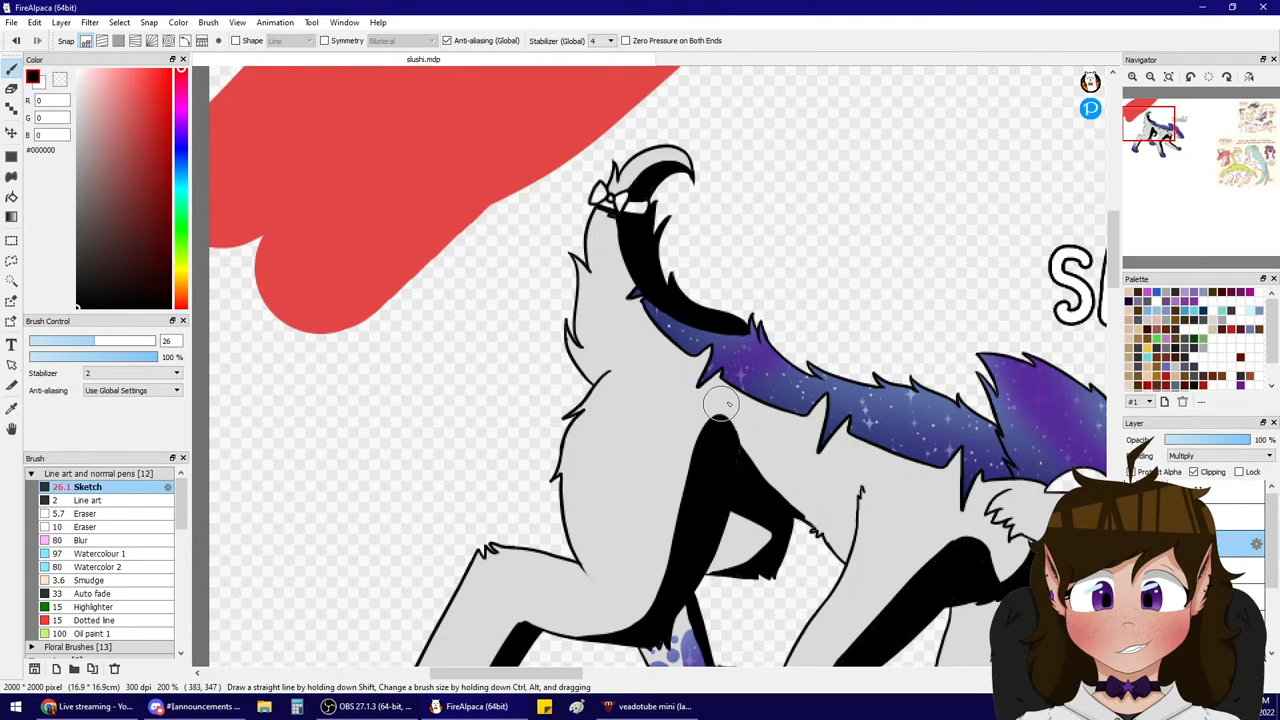 FireAlpaca (64bit)
File Edit Layer Filter Select Snap Color Brush View Animation Tool Window Help
Snap off Shape Line Symmetry Bilateral Anti-aliasing (Global) Stabilizer (Global) 4 Zero Pressure on Both Ends
slushi.mdp
Color
R 0
G 0
B 0
#000000
Brush Control
26
100 %
Stabilizer 2
Anti-aliasing Use Global Settings
Brush
Line art and normal pens [12]
26.1 Sketch
2 Line art
5.7 Eraser
10 Eraser
80 Blur
97 Watercolour 1
80 Watercolor 2
3.6 Smudge
33 Auto fade
15 Highlighter
15 Dotted line
100 Oil paint 1
Floral Brushes [13]
Navigator
Palette
#1 ---
Layer
Opacity 100 %
Multiply
Protect Alpha Clipping Lock
2000 * 2000 pixel (16.9 * 16.9cm) 300 dpi 200 % ( 383, 347 ) Draw a straight line by holding down Shift, Change a brush size by holding down Ctrl, Alt, and dragging
Live streaming - Yo... #[announcements OBS 27.1.3 (64-bit, ... FireAlpaca (64bit) veadotube mini (la...